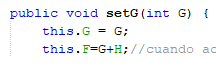 public void setG(int G) {
this.G = G;
this.F=G+H;//cuando ac